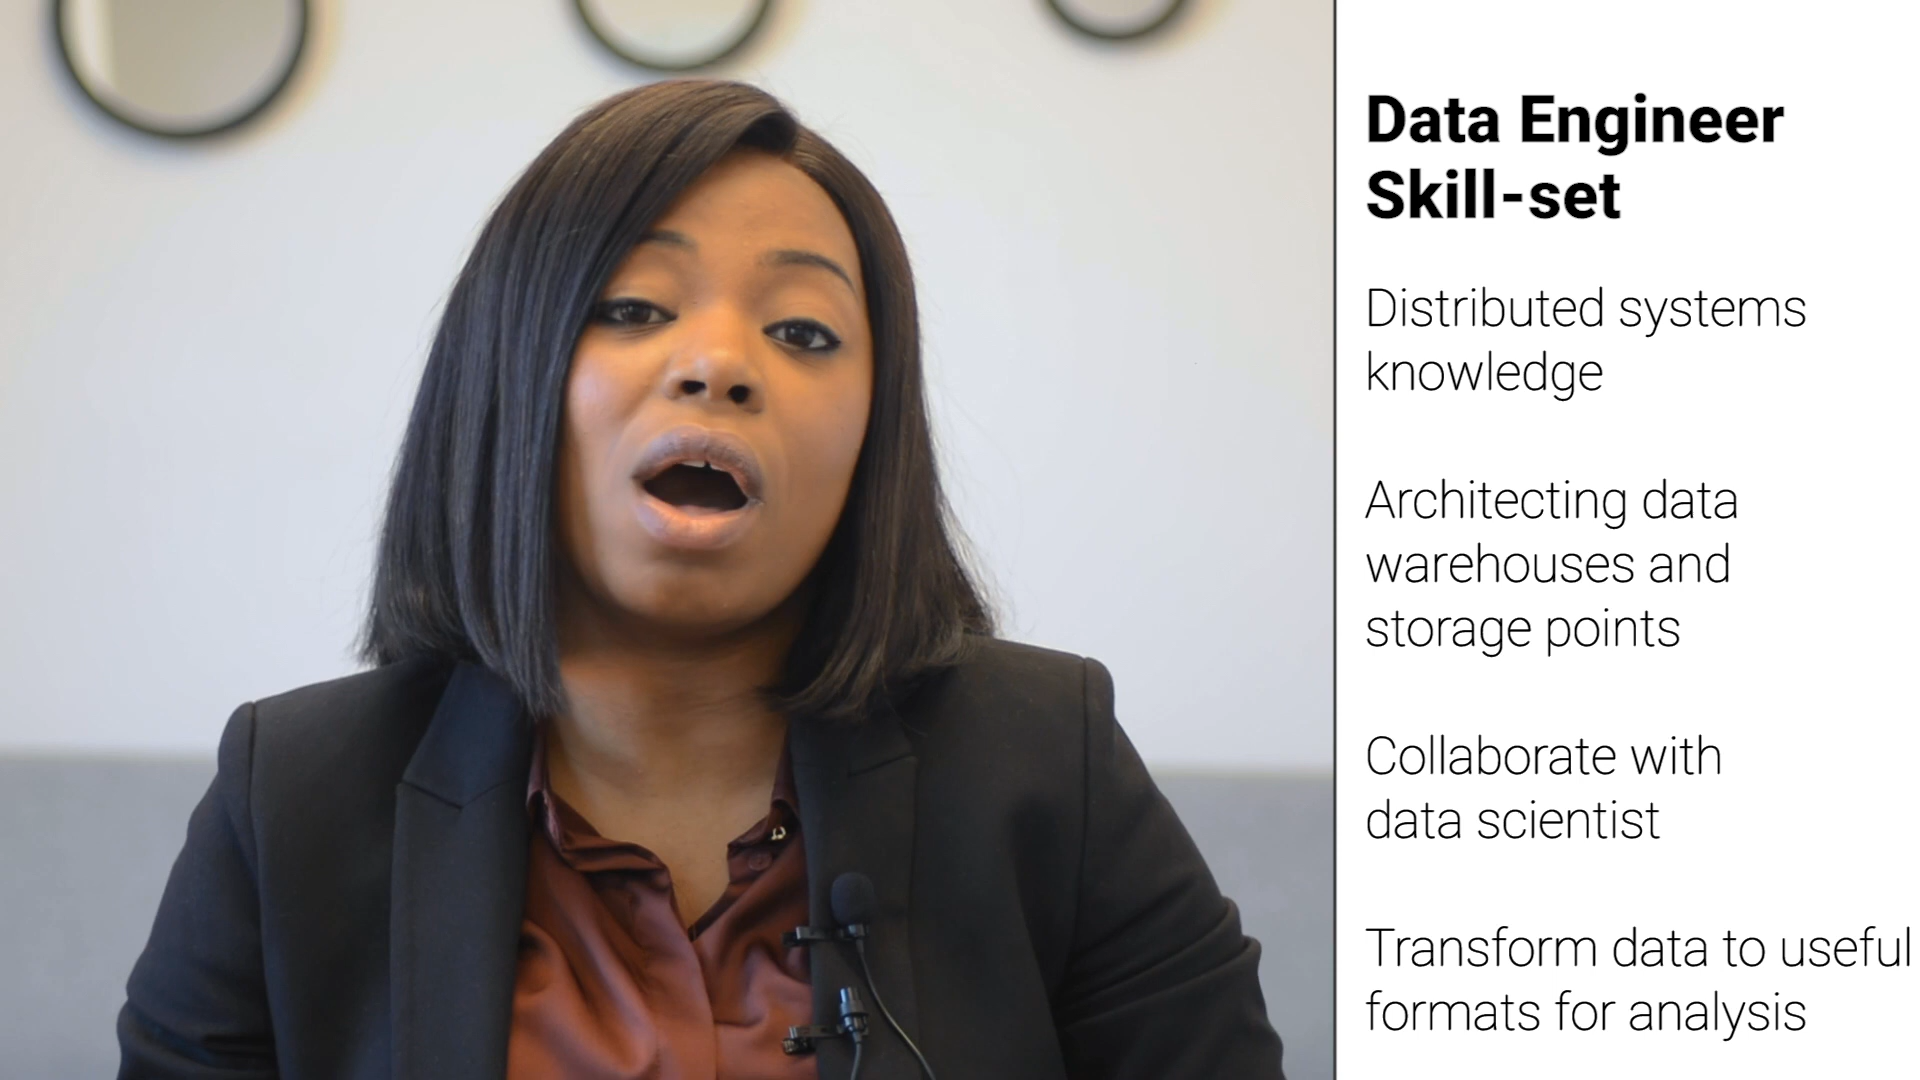 Data Engineer
Skill-set
Distributed systems
knowledge
Architecting data
warehouses and
storage points
Collaborate with
data scientist
Transform data to useful
formats for analysis